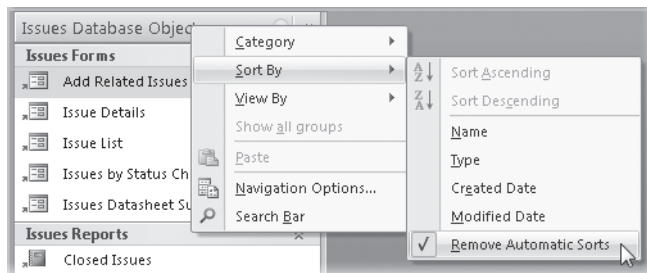 Issues Database Objec
Issues Forms
Add Related Issues
Issue Details
Issue List
Issues by Status Ch
Issues Datasheet Su
Issues Reports
Closed Issues
Category
Sort By
View By
Show all groups
Paste
Navigation Options...
Search Bar
Sort Ascending
Sort Descending
Name
Type
Created Date
Modified Date
Remove Automatic Sorts